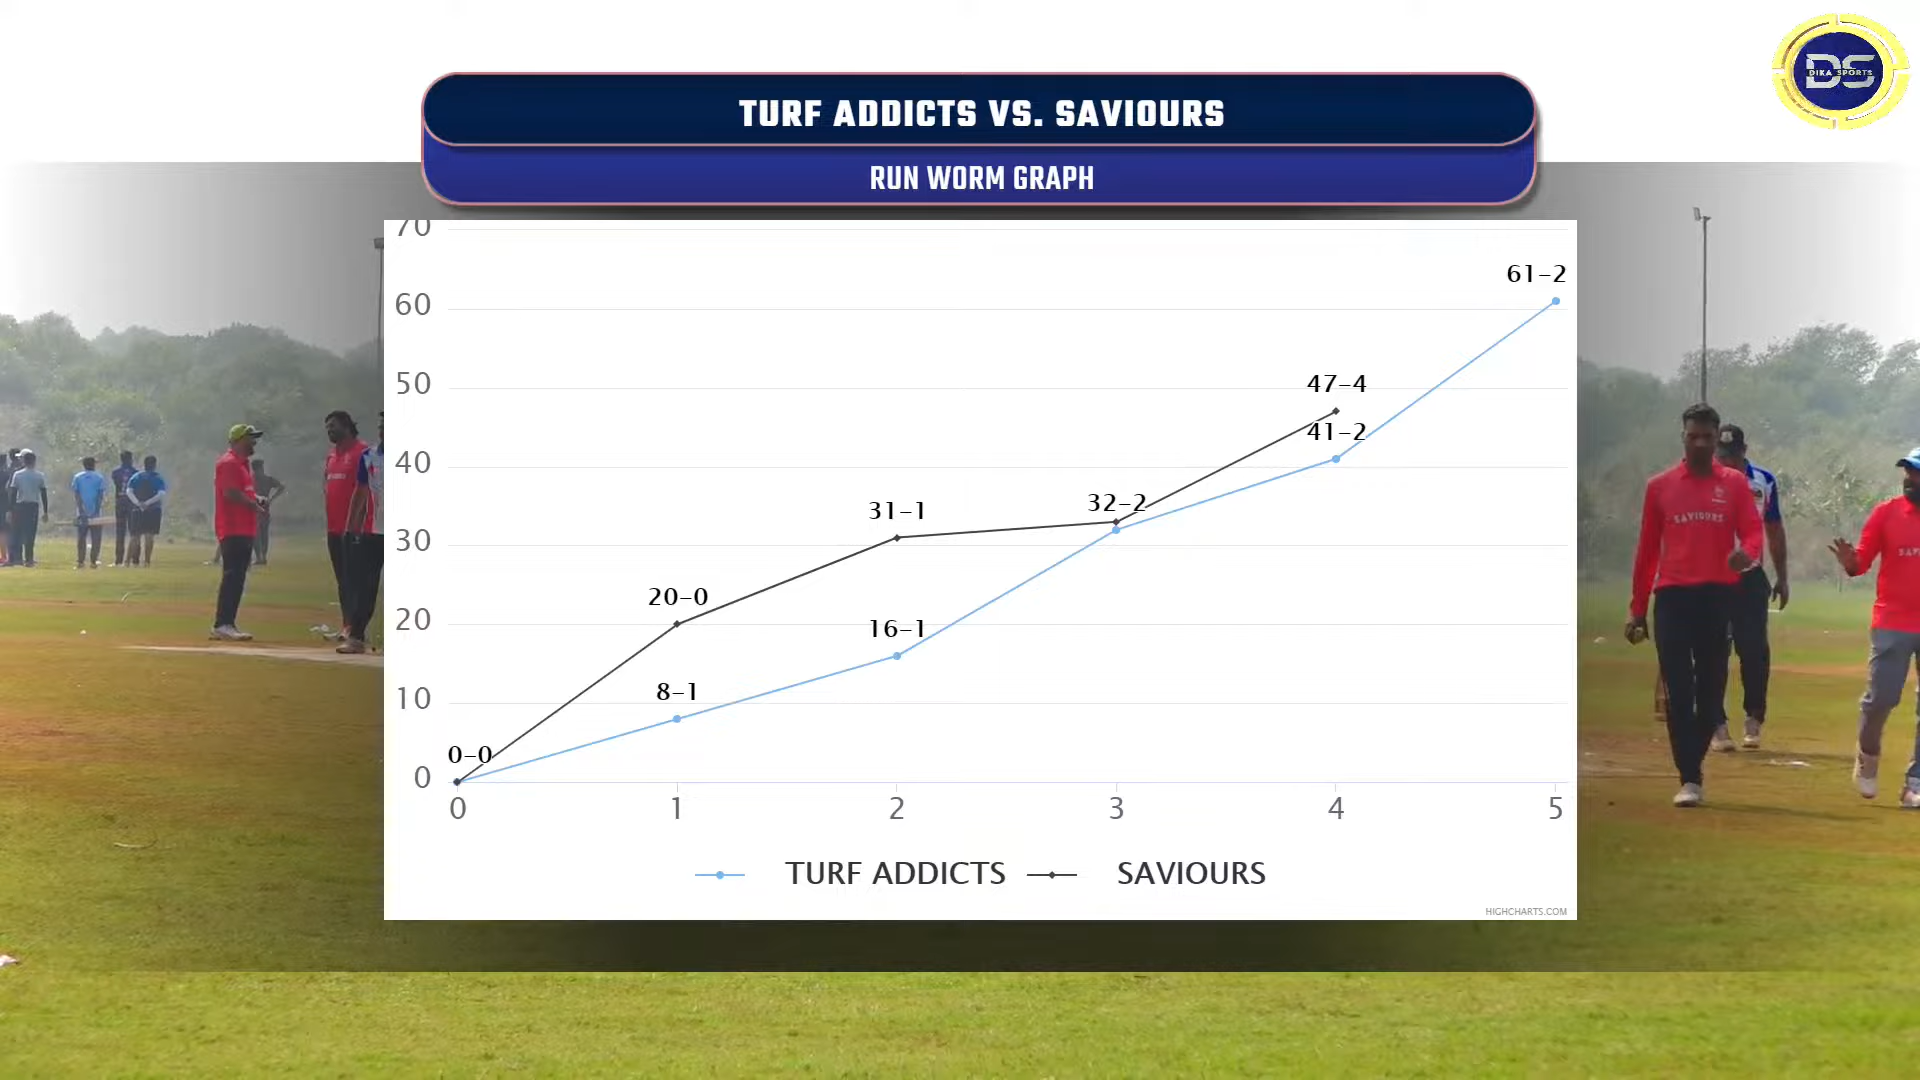 DS
DIKA SPORTS
TURF ADDICTS VS. SAVIOURS
RUN WORM GRAPH
70
60
50
40
30
20
10
0
61-2
47-4
41-2
32-2
31-1
20-0
16-1
8-1
0-0
0 1 2 3 4 5
TURF ADDICTS SAVIOURS
HIGHCHARTS.COM
SAVIOURS